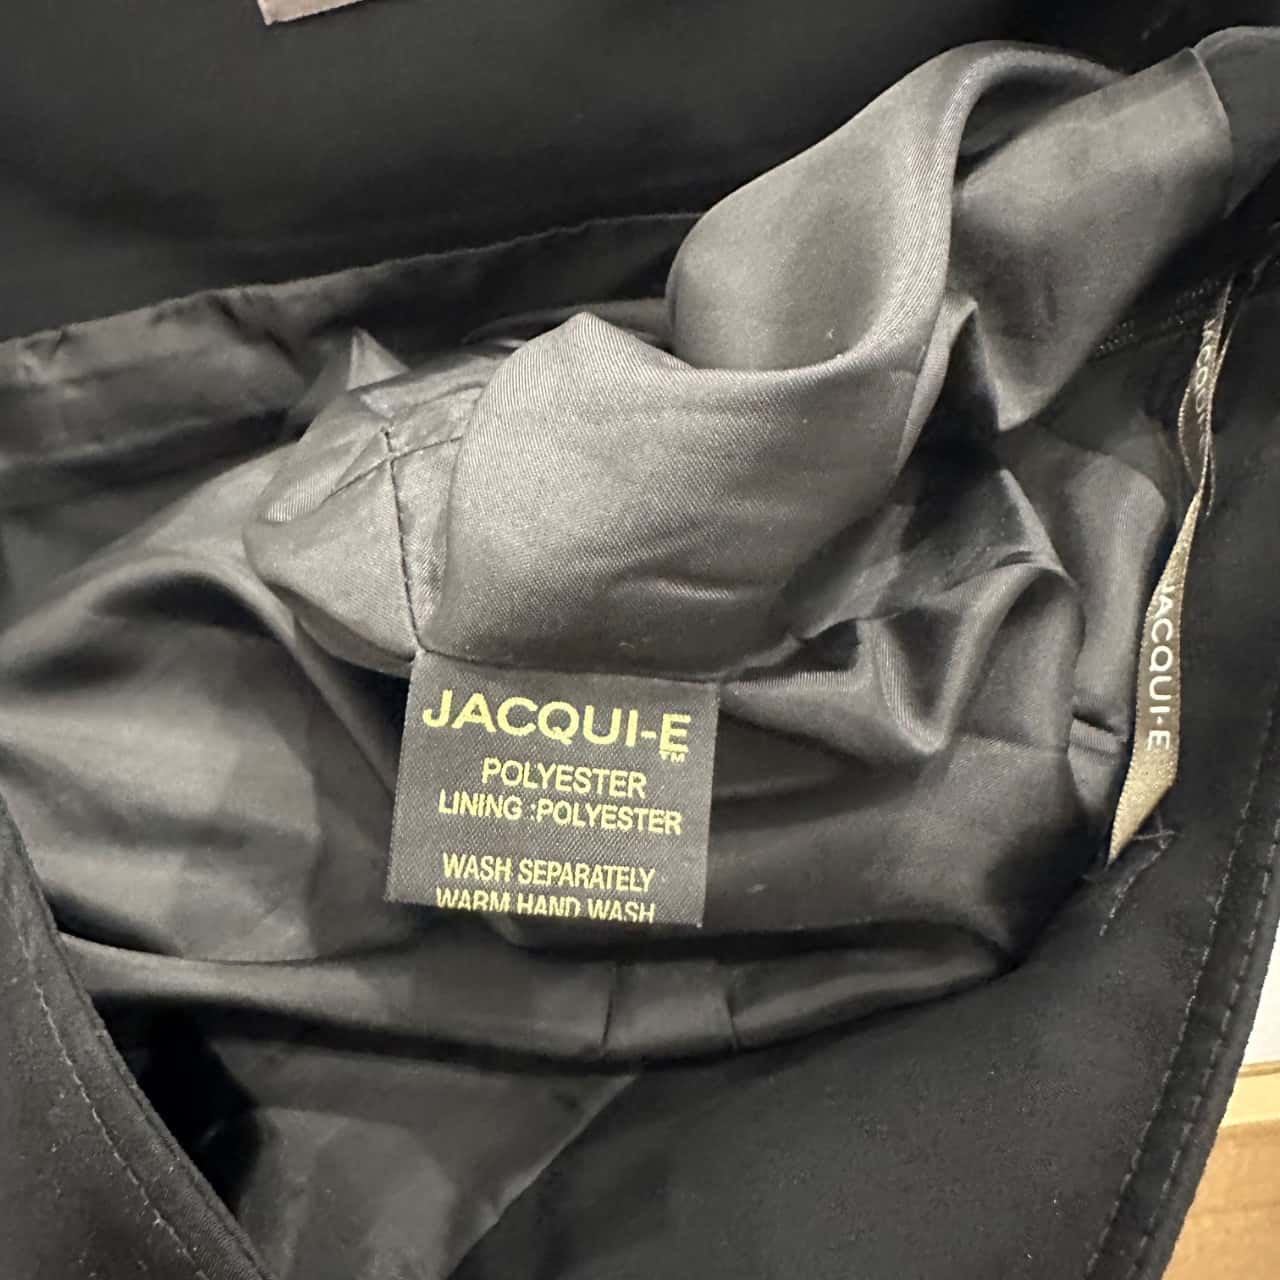 JACQUI-E
™
POLYESTER
LINING :POLYESTER
WASH SEPARATELY
WARM HAND WASH
JACQUI·E